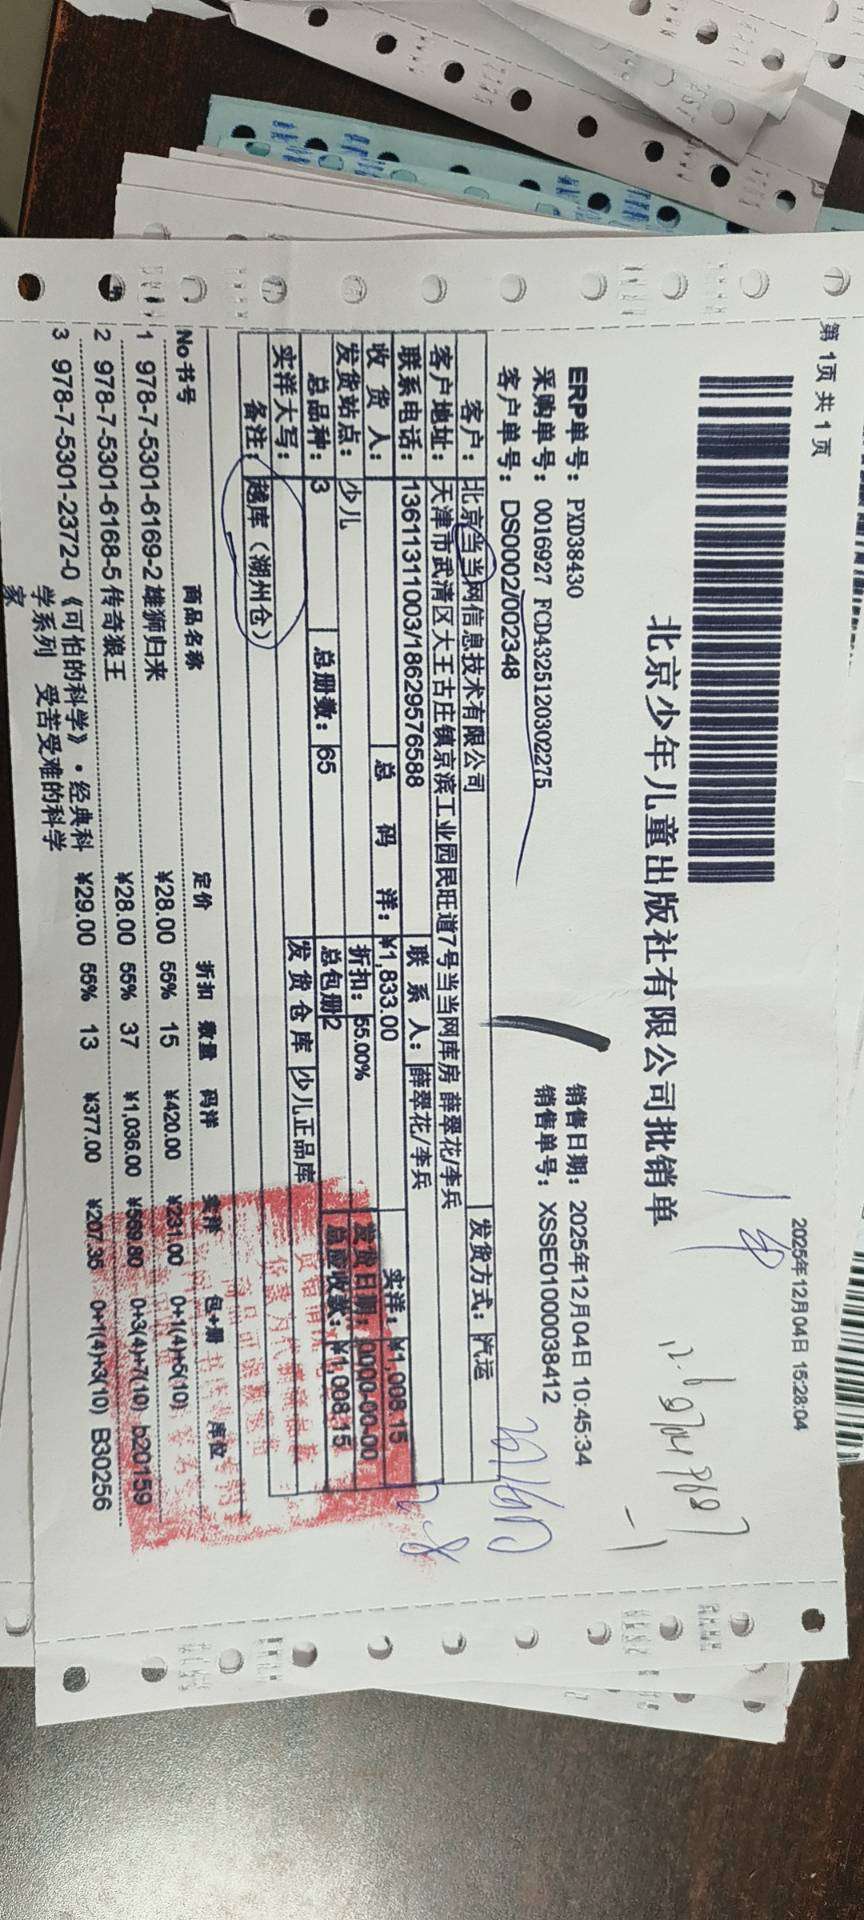 第 1页 共 1 页
2025年12月04日 15:28:04
北京少年儿童出版社有限公司批销单
ERP单号： PXD38430
销售日期： 2025年12月04日 10:45:34
采购单号： 0016927 FCD4325120302275
销售单号： XSSE01000038412
客户单号： DS0002/002348
客户： 北京当当网信息技术有限公司 发货方式： 汽运
客户地址： 天津市武清区大王古庄镇京滨工业园民旺道7号当当网库房 薛翠花/李兵
联系电话： 13611311003/18629576588 联 系 人： 薛翠花/李兵
收 货 人： 总 码 洋： ¥1,833.00 实洋： ¥1,008.15
发货站点： 少儿 折扣： 55.00% 发货日期： 0000-00-00
总品种： 3 总册数： 65 总包册 2 总应收款： ¥1,008.15
实洋大写： 发 货 仓 库 少儿正品库
备注： 越库（湖州仓）
No 书号 商品名称 定价 折扣 数量 码洋 实洋 包+册 库位
1 978-7-5301-6169-2 雄狮归来 ¥28.00 55% 15 ¥420.00 ¥231.00 0+1(4)+5(10)
2 978-7-5301-6168-5 传奇狼王 ¥28.00 55% 37 ¥1,036.00 ¥569.80 0+3(4)+7(10) b20159
3 978-7-5301-2372-0 《可怕的科学》·经典科 ¥29.00 55% 13 ¥377.00 ¥207.35 0+1(4)+3(10) B30256
学系列 受苦受难的科学
家